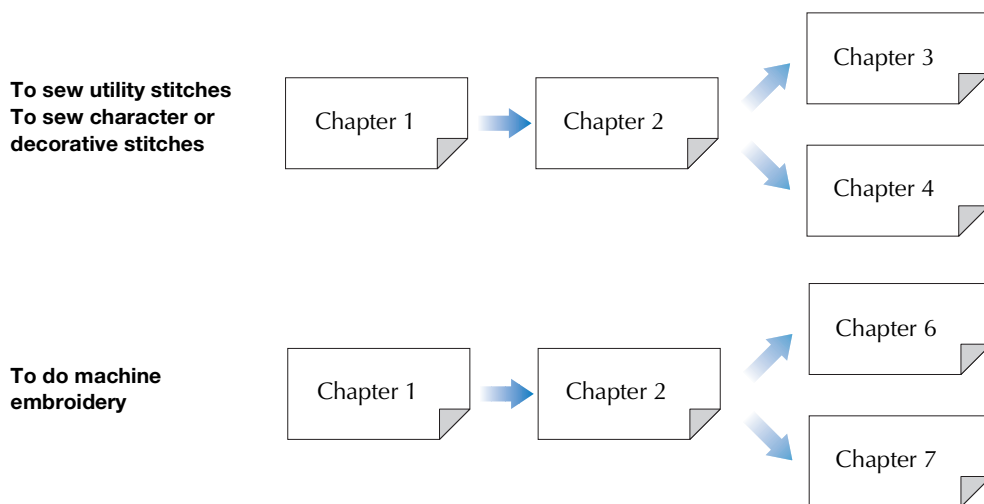 To sew utility stitches
To sew character or
decorative stitches
Chapter 1
Chapter 2
Chapter 3
Chapter 4
To do machine
embroidery
Chapter 1
Chapter 2
Chapter 6
Chapter 7